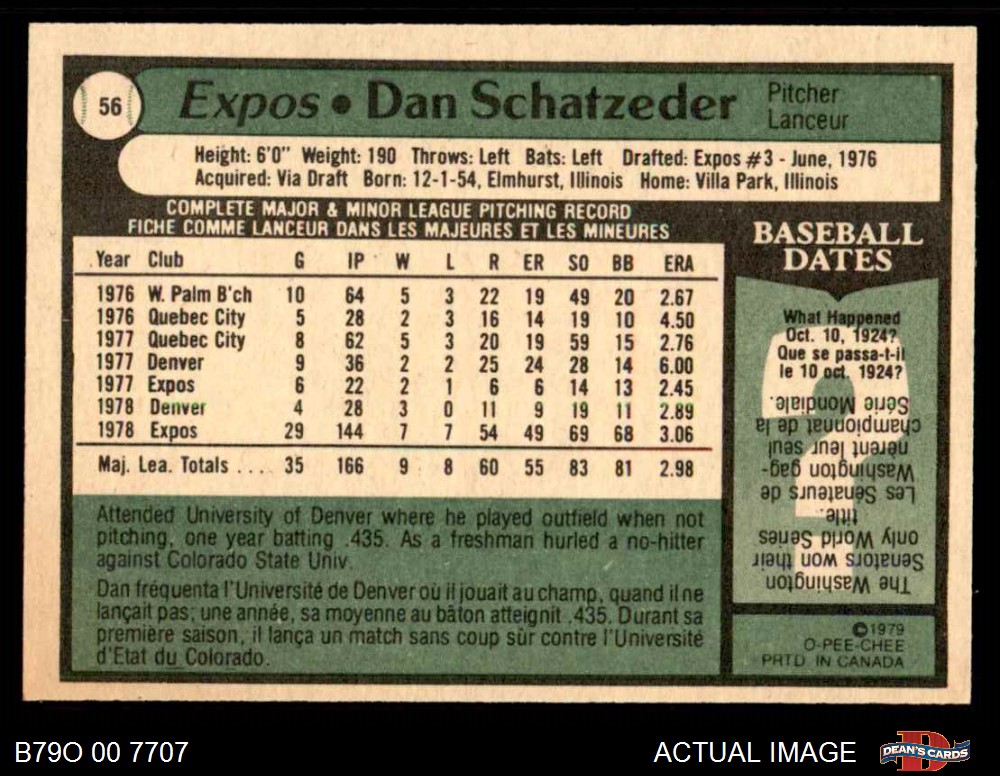 56
Expos • Dan Schatzeder
Pitcher
Lanceur
Height: 6'0" Weight: 190 Throws: Left Bats: Left Drafted: Expos #3 - June, 1976
Acquired: Via Draft Born: 12-1-54, Elmhurst, Illinois Home: Villa Park, Illinois
COMPLETE MAJOR & MINOR LEAGUE PITCHING RECORD
FICHE COMME LANCEUR DANS LES MAJEURES ET LES MINEURES
Year Club G IP W L R ER SO BB ERA
1976 W. Palm B'ch 10 64 5 3 22 19 49 20 2.67
1976 Quebec City 5 28 2 3 16 14 19 10 4.50
1977 Quebec City 8 62 5 3 20 19 59 15 2.76
1977 Denver 9 36 2 2 25 24 28 14 6.00
1977 Expos 6 22 2 1 6 6 14 13 2.45
1978 Denver 4 28 3 0 11 9 19 11 2.89
1978 Expos 29 144 7 7 54 49 69 68 3.06
Maj. Lea. Totals .... 35 166 9 8 60 55 83 81 2.98
Attended University of Denver where he played outfield when not
pitching, one year batting .435. As a freshman hurled a no-hitter
against Colorado State Univ.
Dan fréquenta l'Université de Denver où il jouait au champ, quand il ne
lançait pas; une année, sa moyenne au bâton atteignit .435. Durant sa
première saison, il lança un match sans coup sûr contre l'Université
d'Etat du Colorado.
BASEBALL
DATES
What Happened
Oct. 10, 1924?
Que se passa-t-il
le 10 oct. 1924?
The Washington
Senators won their
only World Series
title.
Les Sénateurs de
Washington gag-
nèrent leur seul
championnat de la
Série Mondiale.
©1979
O-PEE-CHEE
PRTD. IN CANADA
B79O 00 7707
ACTUAL IMAGE
D
DEAN'S CARDS